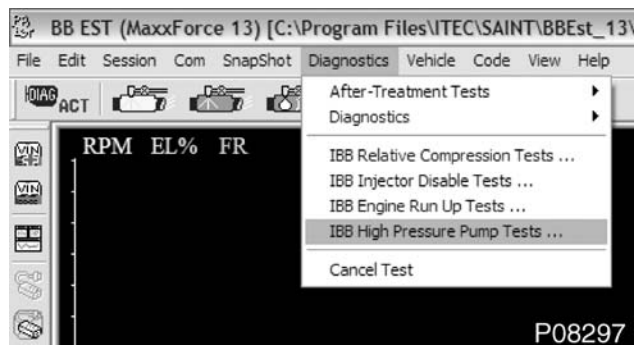 BB EST (MaxxForce 13) [C:\Program Files\ITEC\SAINT\BBEst_13\
File Edit Session Com SnapShot Diagnostics Vehicle Code View Help
DIAG ACT
After-Treatment Tests
Diagnostics
VIN
RPM EL% FR
IBB Relative Compression Tests ...
IBB Injector Disable Tests ...
VIN
IBB Engine Run Up Tests ...
IBB High Pressure Pump Tests ...
Cancel Test
P08297